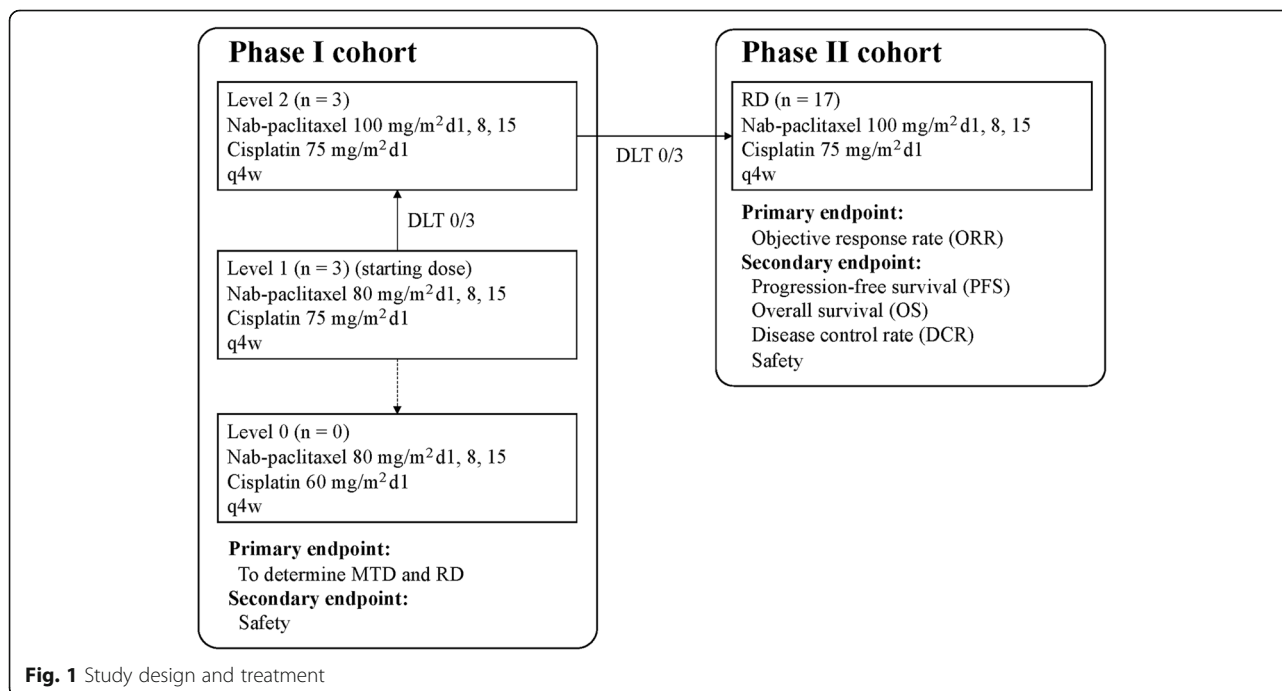 Phase I cohort
Level 2 (n = 3)
Nab-paclitaxel 100 mg/m² d1, 8, 15
Cisplatin 75 mg/m² d1
q4w
DLT 0/3
Level 1 (n = 3) (starting dose)
Nab-paclitaxel 80 mg/m² d1, 8, 15
Cisplatin 75 mg/m² d1
q4w
Level 0 (n = 0)
Nab-paclitaxel 80 mg/m² d1, 8, 15
Cisplatin 60 mg/m² d1
q4w
Primary endpoint:
To determine MTD and RD
Secondary endpoint:
Safety
DLT 0/3
Phase II cohort
RD (n = 17)
Nab-paclitaxel 100 mg/m² d1, 8, 15
Cisplatin 75 mg/m² d1
q4w
Primary endpoint:
Objective response rate (ORR)
Secondary endpoint:
Progression-free survival (PFS)
Overall survival (OS)
Disease control rate (DCR)
Safety
Fig. 1 Study design and treatment